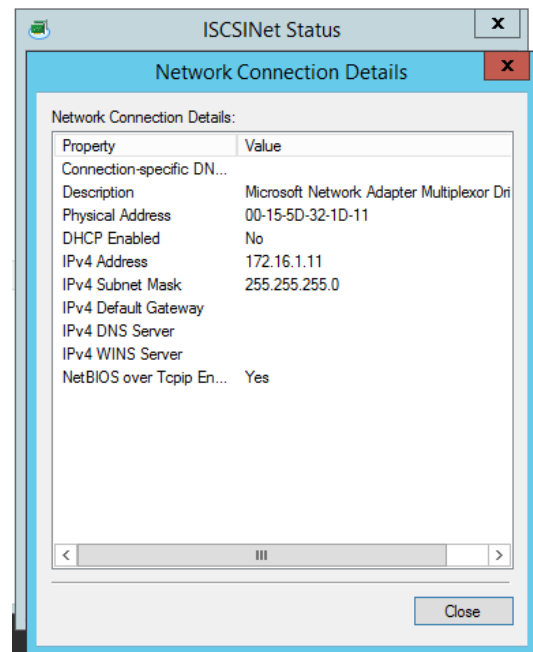 ISCSINet Status
x
Network Connection Details
x
Network Connection Details:
Property Value
Connection-specific DN...
Description Microsoft Network Adapter Multiplexor Dri
Physical Address 00-15-5D-32-1D-11
DHCP Enabled No
IPv4 Address 172.16.1.11
IPv4 Subnet Mask 255.255.255.0
IPv4 Default Gateway
IPv4 DNS Server
IPv4 WINS Server
NetBIOS over Tcpip En... Yes
Close